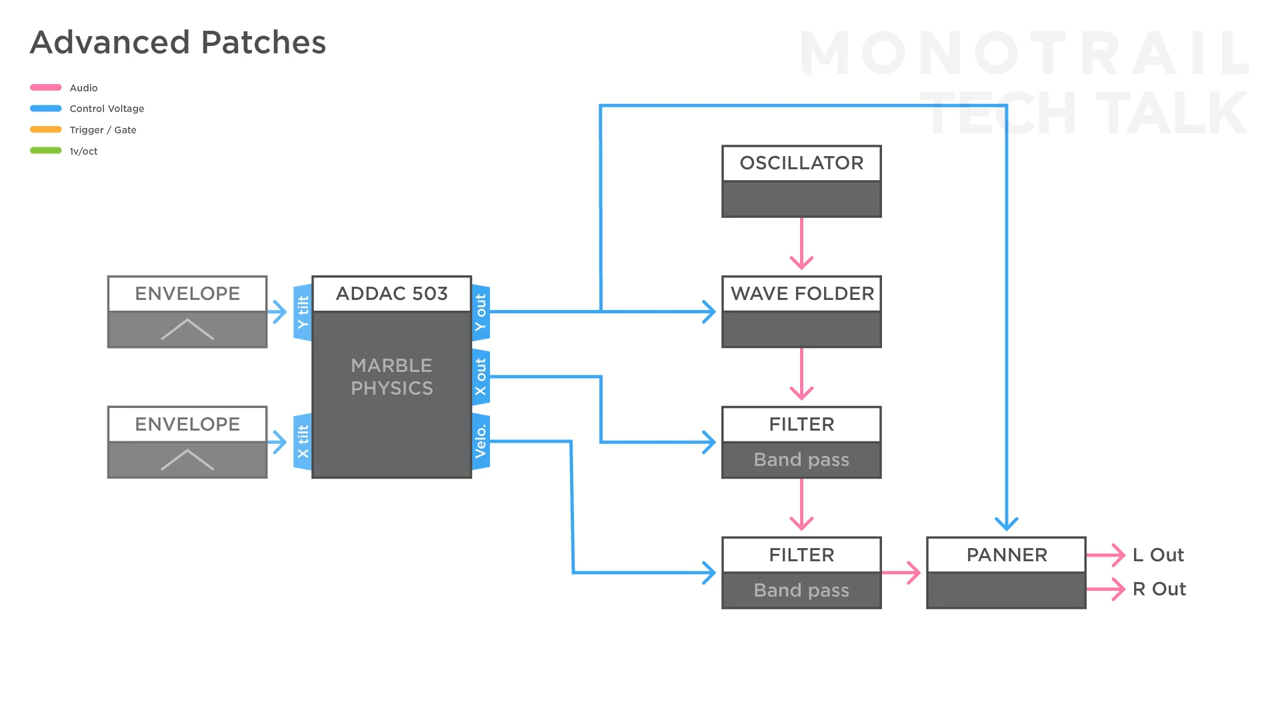 Advanced Patches
MONOTRAIL
TECH TALK
Audio
Control Voltage
Trigger / Gate
1v/oct
OSCILLATOR
ENVELOPE
Y tilt
ADDAC 503
Y out
WAVE FOLDER
MARBLE
PHYSICS
X out
ENVELOPE
X tilt
Velo.
FILTER
Band pass
FILTER
Band pass
PANNER
L Out
R Out